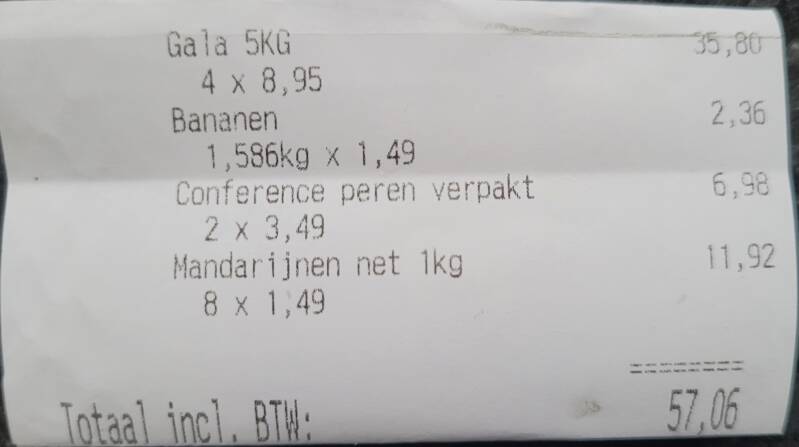 Gala 5KG 35,80
4 x 8,95
Bananen 2,36
1,586kg x 1,49
Conference peren verpakt 6,98
2 x 3,49
Mandarijnen net 1kg 11,92
8 x 1,49
========
Totaal incl. BTW: 57,06